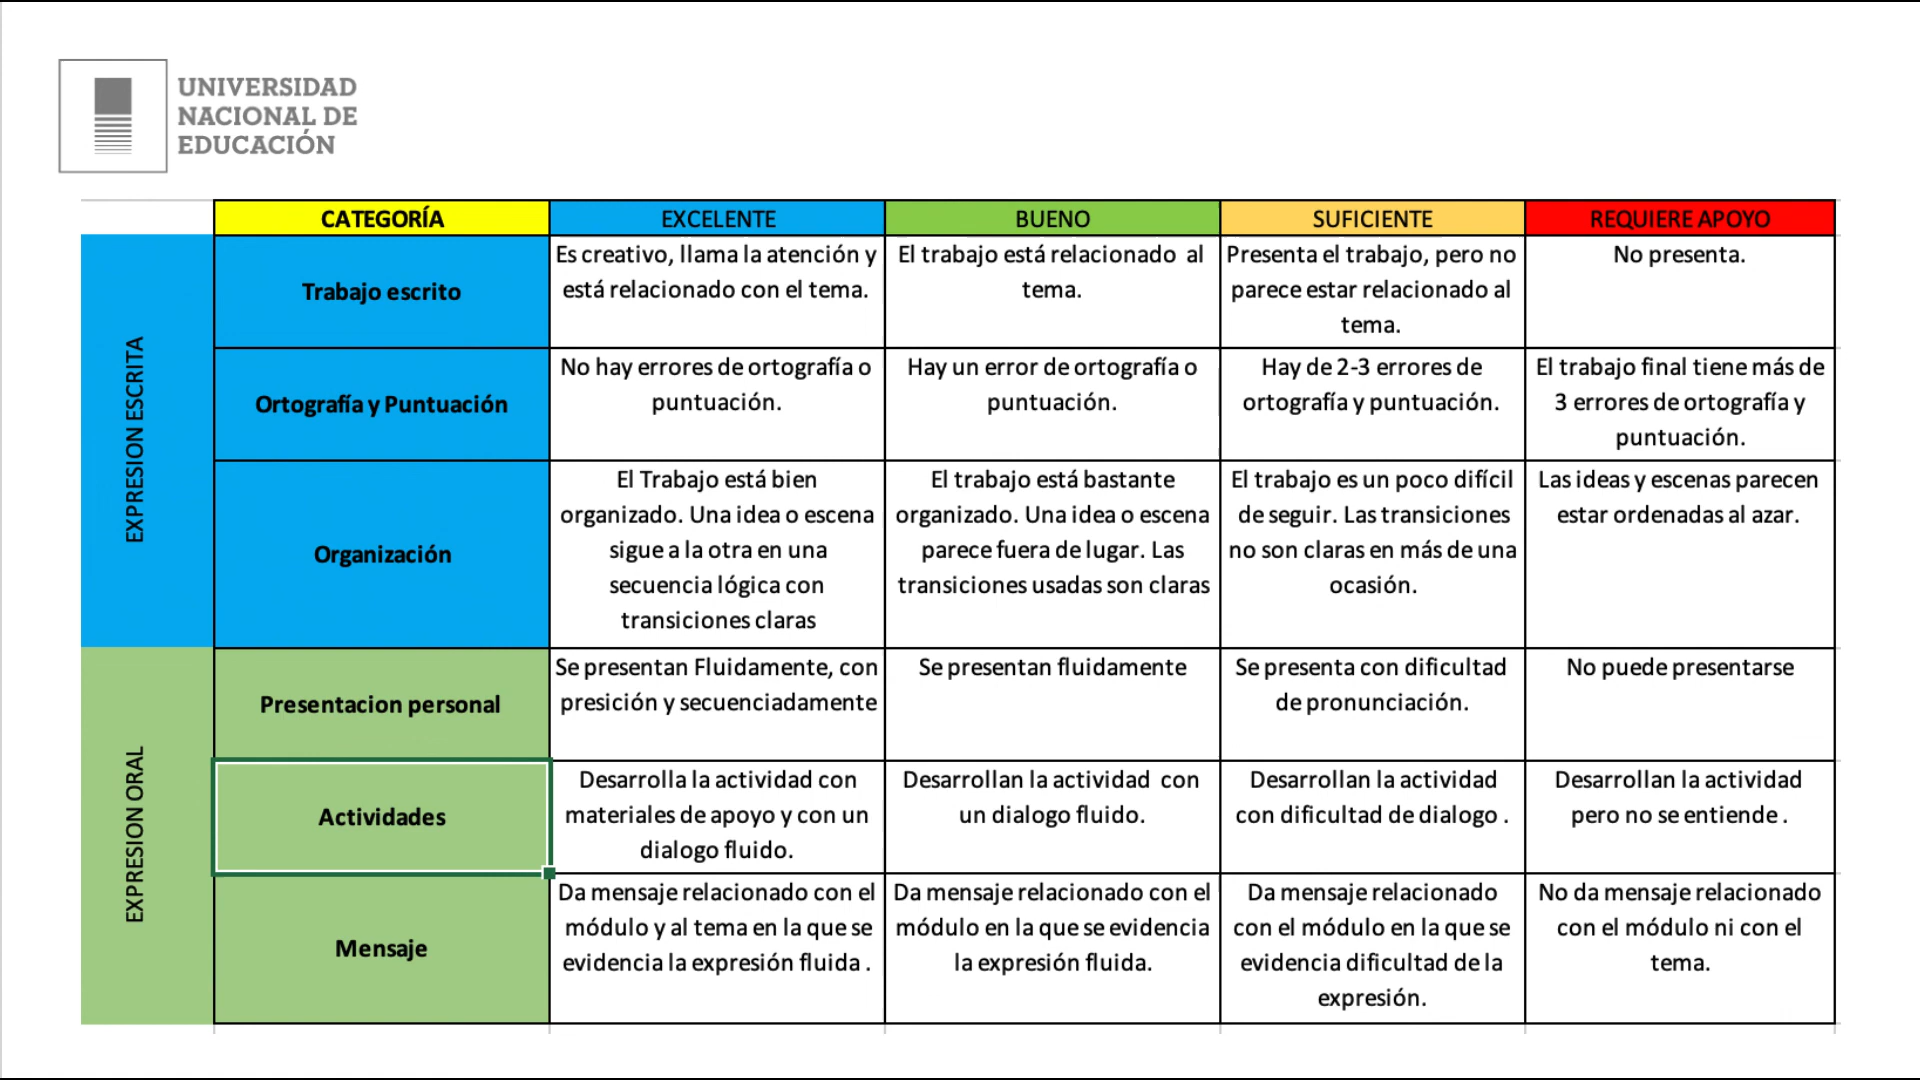 UNIVERSIDAD
NACIONAL DE
EDUCACIÓN
CATEGORÍA
EXCELENTE
BUENO
SUFICIENTE
REQUIERE APOYO
EXPRESION ESCRITA
Trabajo escrito
Es creativo, llama la atención y
está relacionado con el tema.
El trabajo está relacionado al
tema.
Presenta el trabajo, pero no
parece estar relacionado al
tema.
No presenta.
Ortografía y Puntuación
No hay errores de ortografía o
puntuación.
Hay un error de ortografía o
puntuación.
Hay de 2-3 errores de
ortografía y puntuación.
El trabajo final tiene más de
3 errores de ortografía y
puntuación.
Organización
El Trabajo está bien
organizado. Una idea o escena
sigue a la otra en una
secuencia lógica con
transiciones claras
El trabajo está bastante
organizado. Una idea o escena
parece fuera de lugar. Las
transiciones usadas son claras
El trabajo es un poco difícil
de seguir. Las transiciones
no son claras en más de una
ocasión.
Las ideas y escenas parecen
estar ordenadas al azar.
EXPRESION ORAL
Presentacion personal
Se presentan Fluidamente, con
presición y secuenciadamente
Se presentan fluidamente
Se presenta con dificultad
de pronunciación.
No puede presentarse
Actividades
Desarrolla la actividad con
materiales de apoyo y con un
dialogo fluido.
Desarrollan la actividad con
un dialogo fluido.
Desarrollan la actividad
con dificultad de dialogo .
Desarrollan la actividad
pero no se entiende .
Mensaje
Da mensaje relacionado con el
módulo y al tema en la que se
evidencia la expresión fluida .
Da mensaje relacionado con el
módulo en la que se evidencia
la expresión fluida.
Da mensaje relacionado
con el módulo en la que se
evidencia dificultad de la
expresión.
No da mensaje relacionado
con el módulo ni con el
tema.